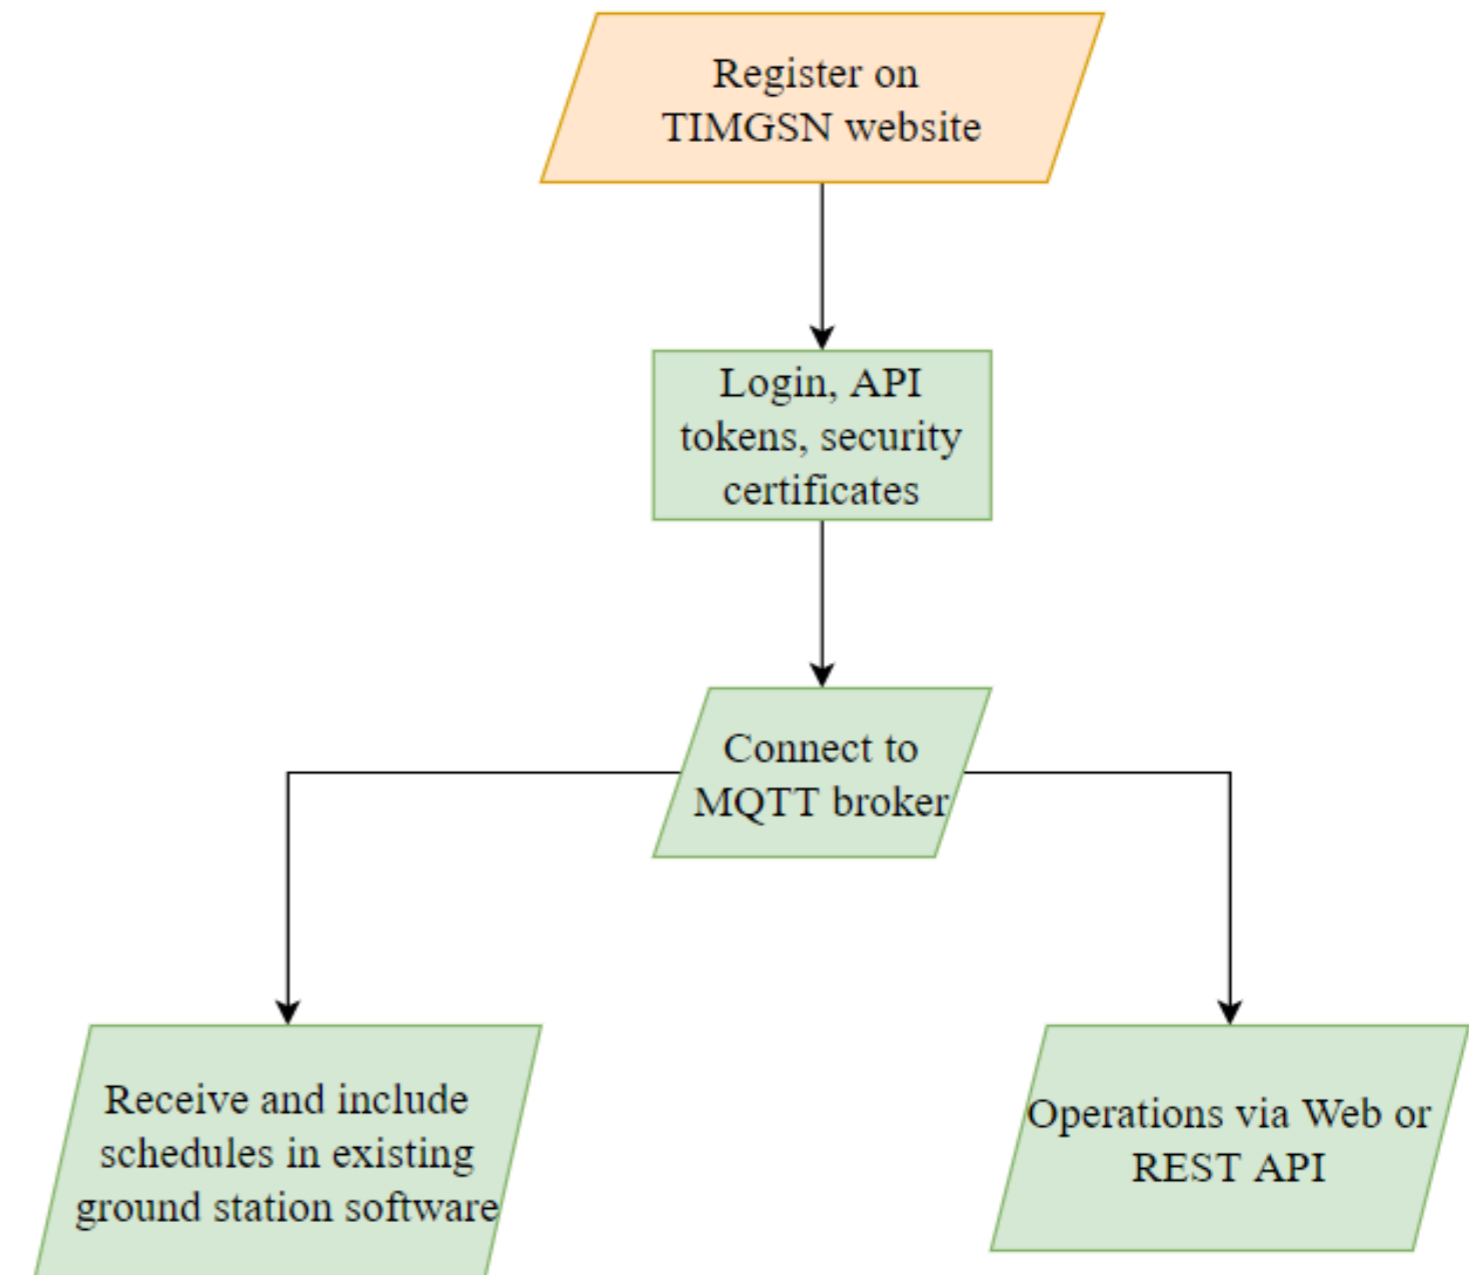 Register on
TIMGSN website
Login, API
tokens, security
certificates
Connect to
MQTT broker
Receive and include
schedules in existing
ground station software
Operations via Web or
REST API